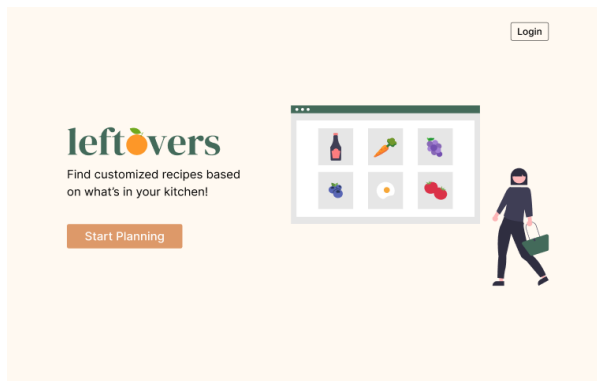 Login
leftovers
Find customized recipes based
on what's in your kitchen!
Start Planning